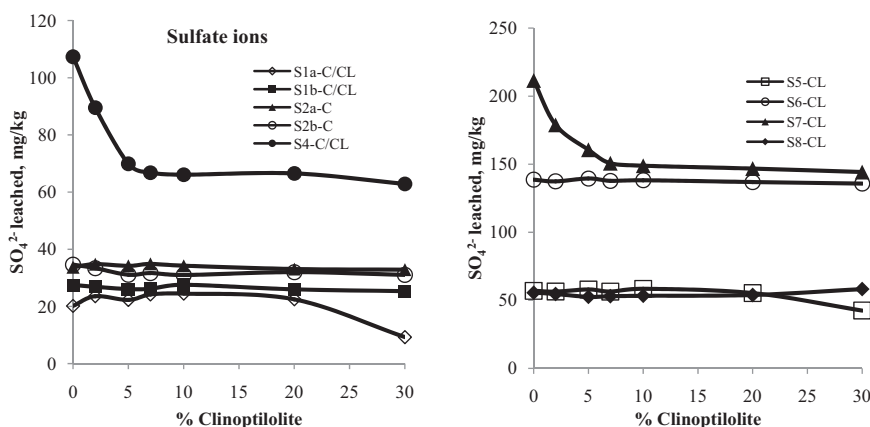 120
100
80
60
40
20
0
SO₄²⁻ leached, mg/kg
Sulfate ions
S1a-C/CL
S1b-C/CL
S2a-C
S2b-C
S4-C/CL
0 5 10 15 20 25 30
% Clinoptilolite
250
200
150
100
50
0
SO₄²⁻ leached, mg/kg
S5-CL
S6-CL
S7-CL
S8-CL
0 5 10 15 20 25 30
% Clinoptilolite